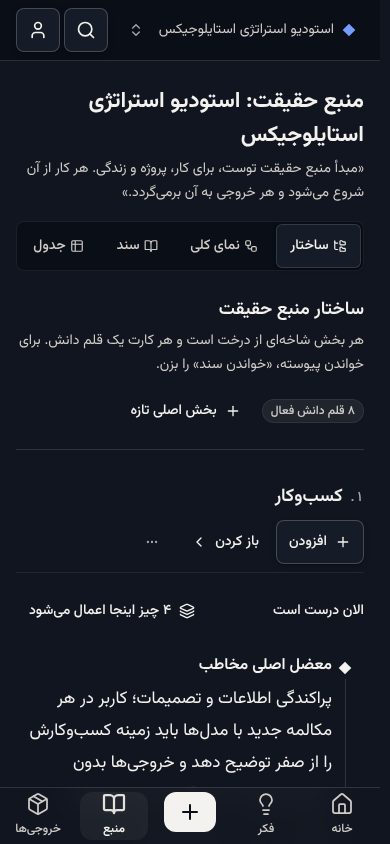 استودیو استراتژی استایلوجیکس
منبع حقیقت: استودیو استراتژی
استایلوجیکس
«مبدأ منبع حقیقت توست، برای کار، پروژه و زندگی. هر کار از آن
شروع می‌شود و هر خروجی به آن برمی‌گردد.»
ساختار
نمای کلی
سند
جدول
ساختار منبع حقیقت
هر بخش شاخه‌ای از درخت است و هر کارت یک قلم دانش. برای
خواندن پیوسته، «خواندن سند» را بزن.
۸ قلم دانش فعال
بخش اصلی تازه
۱. کسب‌وکار
افزودن
باز کردن
الان درست است
۴ چیز اینجا اعمال می‌شود
معضل اصلی مخاطب
پراکندگی اطلاعات و تصمیمات؛ کاربر در هر
مکالمه جدید با مدل‌ها باید زمینه کسب‌وکارش
را از صفر توضیح دهد و خروجی‌ها بدون
خانه
فکر
منبع
خروجی‌ها